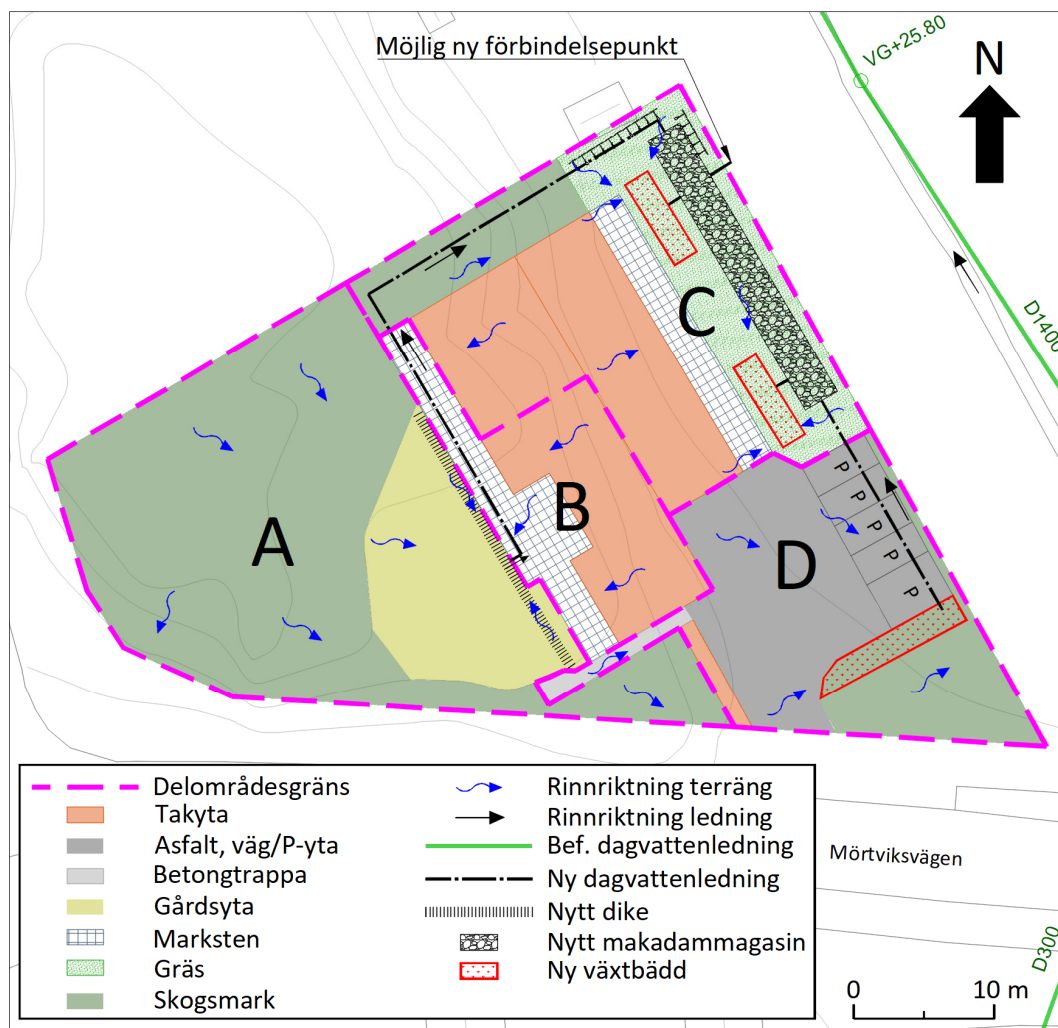 Möjlig ny förbindelsepunkt
VG+25.80
N
D1400
C
A
B
D
P
P
P
P
P
P
Delområdesgräns
Takyta
Asfalt, väg/P-yta
Betongtrappa
Gårdsyta
Marksten
Gräs
Skogsmark
Rinnriktning terräng
Rinnriktning ledning
Bef. dagvattenledning
Ny dagvattenledning
Nytt dike
Nytt makadammagasin
Ny växtbädd
Mörtviksvägen
D300
0 10 m